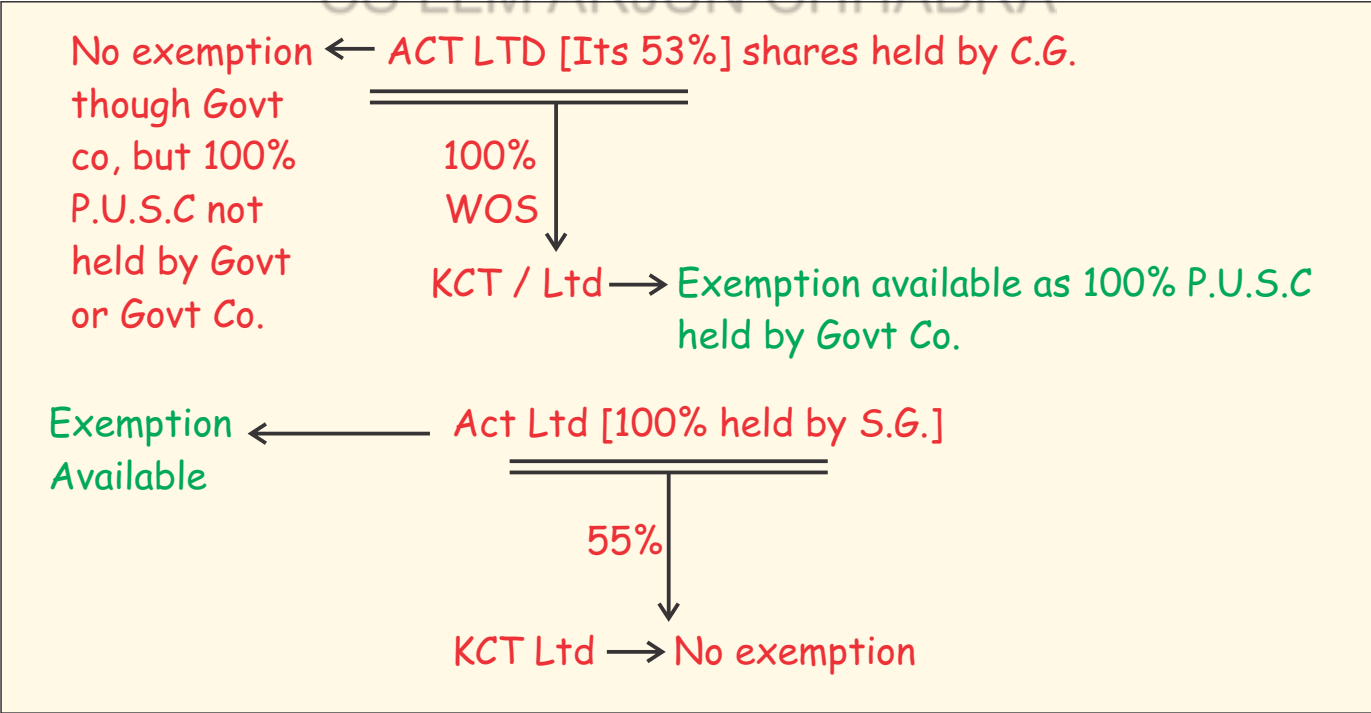 No exemption ← ACT LTD [Its 53%] shares held by C.G.
though Govt
co, but 100%
P.U.S.C not
held by Govt
or Govt Co.
100%
WOS
KCT / Ltd → Exemption available as 100% P.U.S.C
held by Govt Co.
Exemption
Available
← Act Ltd [100% held by S.G.]
55%
KCT Ltd → No exemption